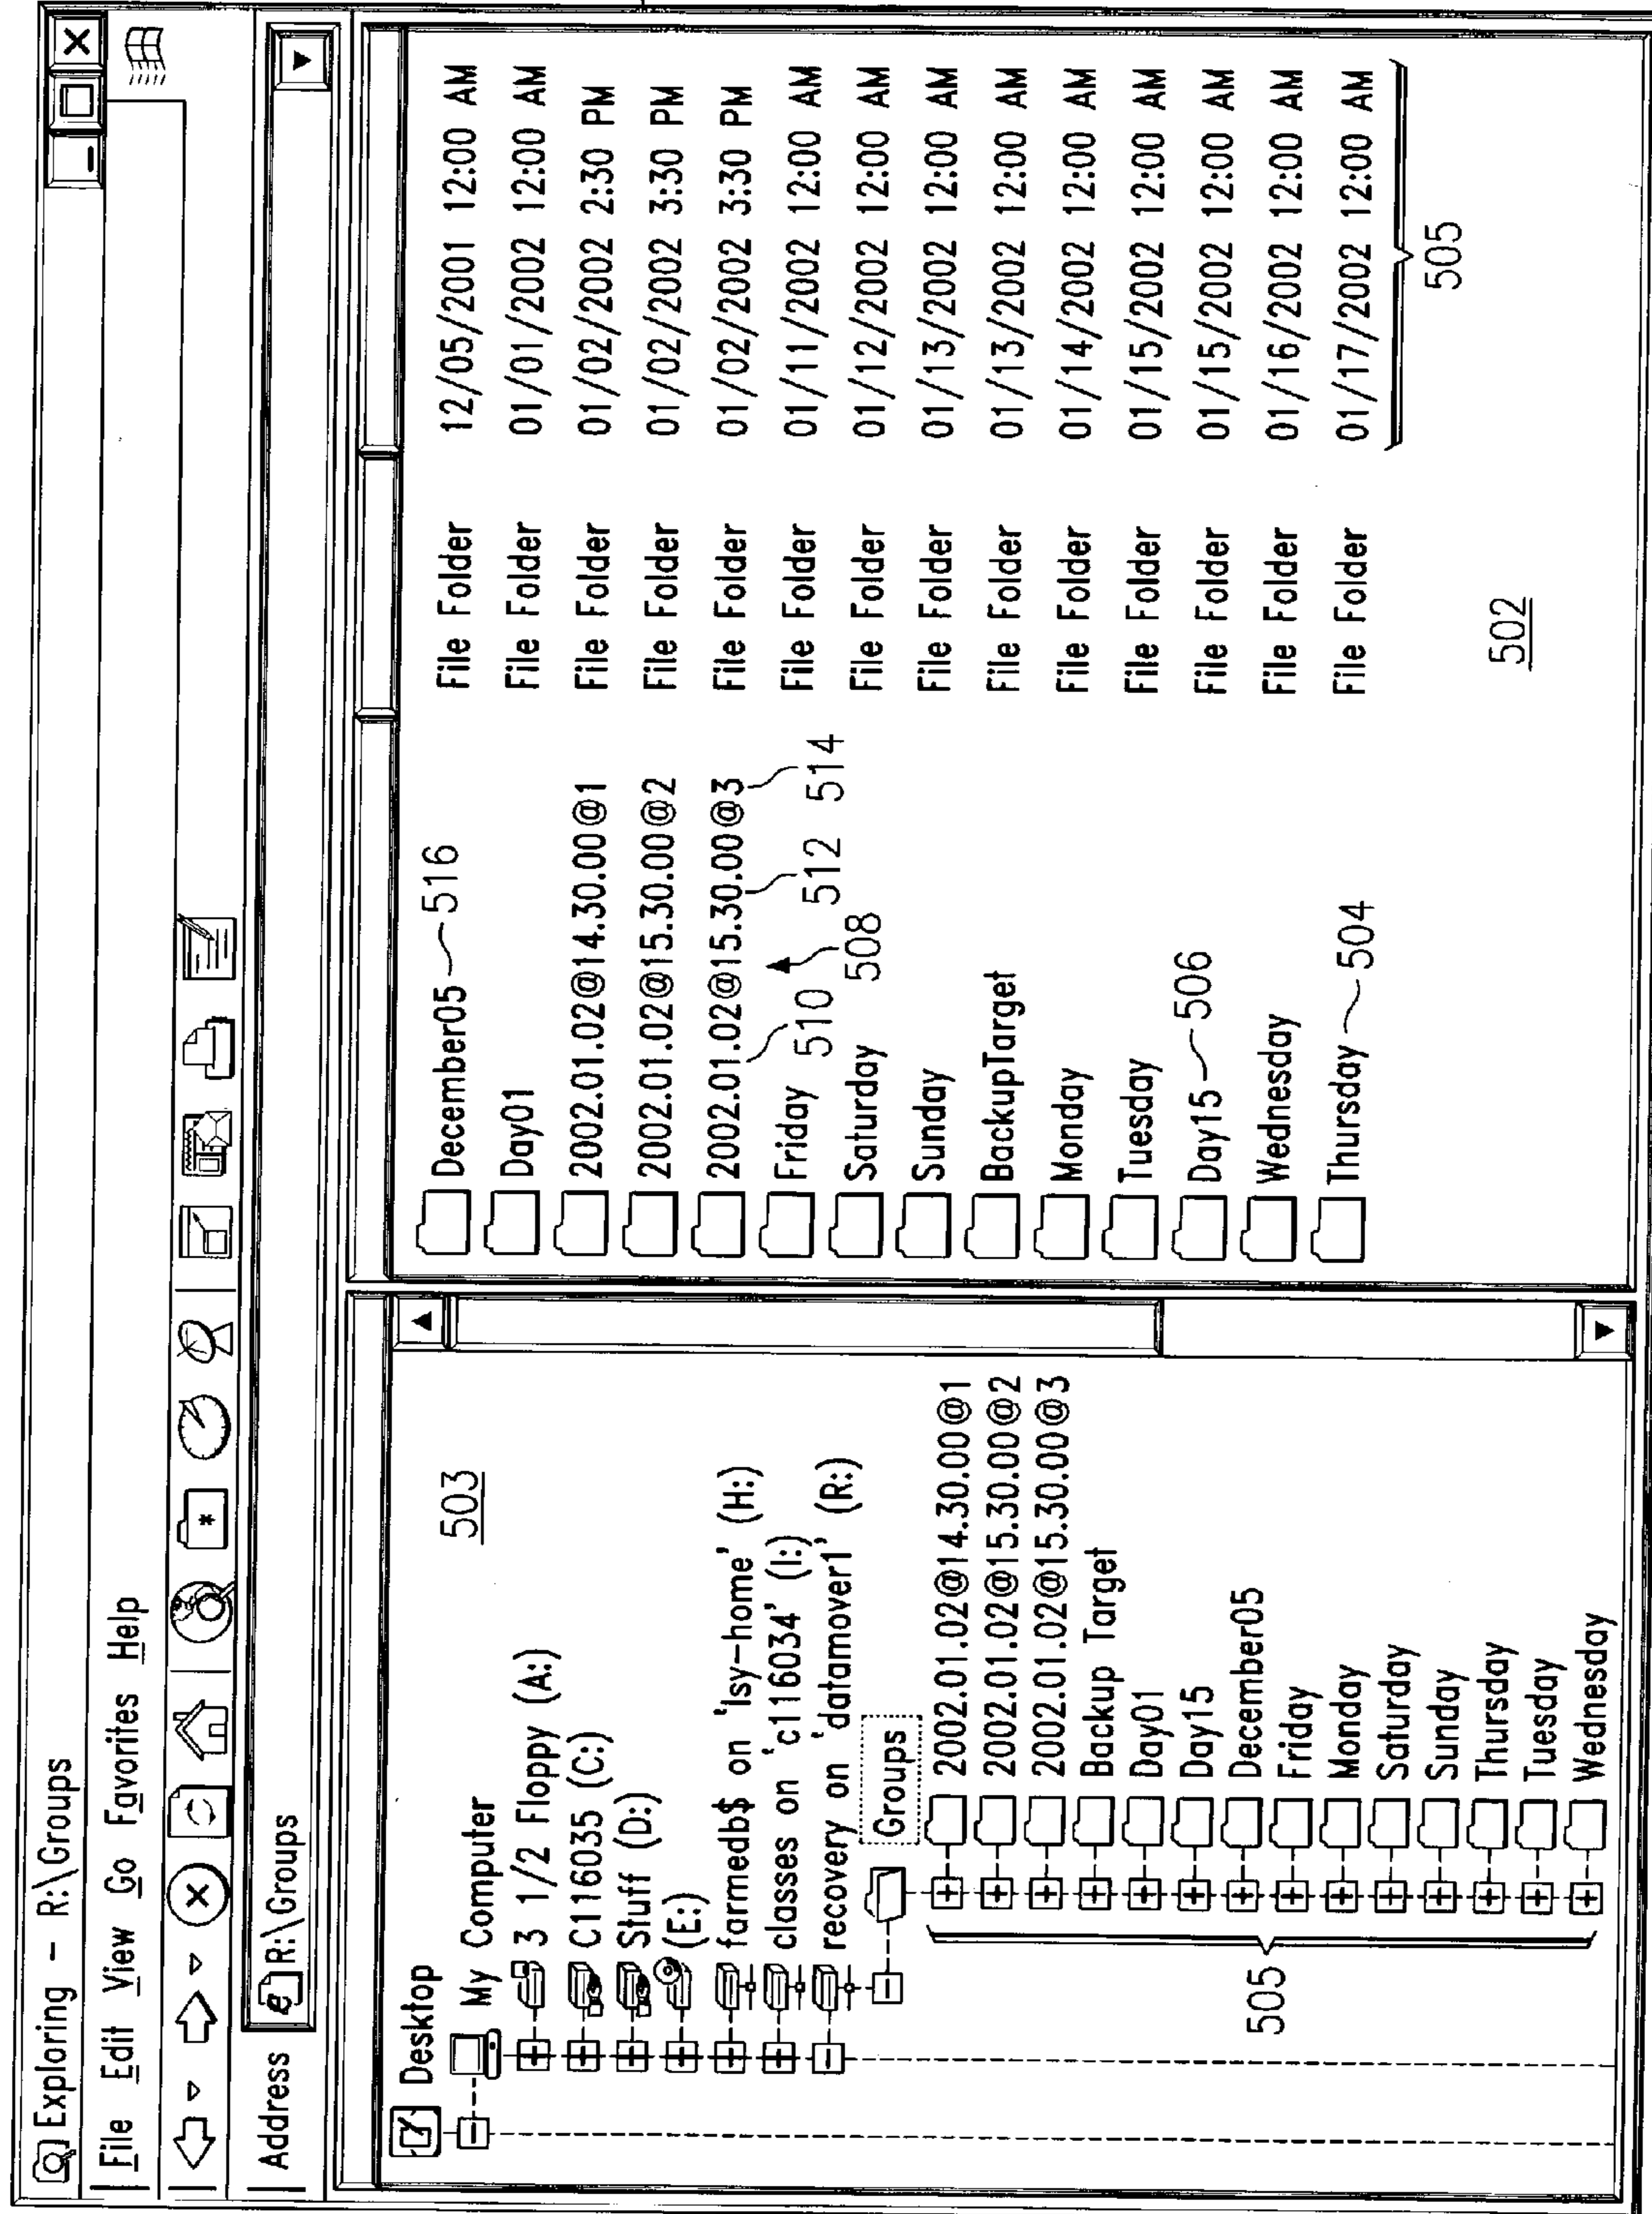 Exploring – R:\Groups
File Edit View Go Favorites Help
Address R:\Groups
503
Desktop
My Computer
3 1/2 Floppy (A:)
C116035 (C:)
Stuff (D:)
(E:)
farmedb$ on 'lsy-home' (H:)
classes on 'c116034' (I:)
recovery on 'datamover1' (R:)
Groups
2002.01.02@14.30.00@1
2002.01.02@15.30.00@2
2002.01.02@15.30.00@3
Backup Target
Day01
Day15
December05
Friday
Monday
Saturday
Sunday
Thursday
Tuesday
Wednesday
505
December05 516 File Folder 12/05/2001 12:00 AM
Day01 File Folder 01/01/2002 12:00 AM
2002.01.02@14.30.00@1 File Folder 01/02/2002 2:30 PM
2002.01.02@15.30.00@2 File Folder 01/02/2002 3:30 PM
2002.01.02@15.30.00@3 File Folder 01/02/2002 3:30 PM
Friday 510 512 514 File Folder 01/11/2002 12:00 AM
Saturday 508 File Folder 01/12/2002 12:00 AM
Sunday File Folder 01/13/2002 12:00 AM
BackupTarget File Folder 01/13/2002 12:00 AM
Monday File Folder 01/14/2002 12:00 AM
Tuesday File Folder 01/15/2002 12:00 AM
Day15 506 File Folder 01/15/2002 12:00 AM
Wednesday File Folder 01/16/2002 12:00 AM
Thursday 504 File Folder 01/17/2002 12:00 AM
505
502